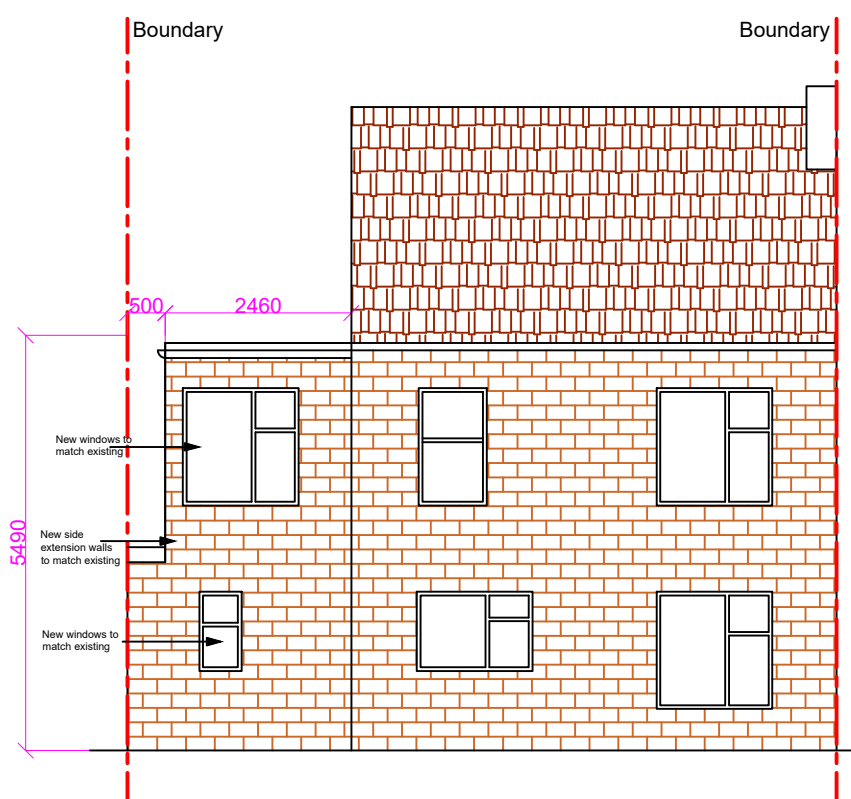 Boundary
Boundary
500
2460
New windows to
match existing
5490
New side
extension walls
to match existing
New windows to
match existing